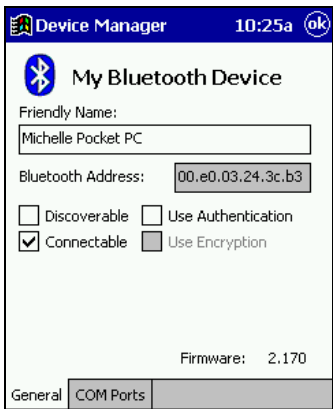 Device Manager 10:25a ok
My Bluetooth Device
Friendly Name:
Michelle Pocket PC
Bluetooth Address: 00.e0.03.24.3c.b3
Discoverable Use Authentication
Connectable Use Encryption
Firmware: 2.170
General COM Ports